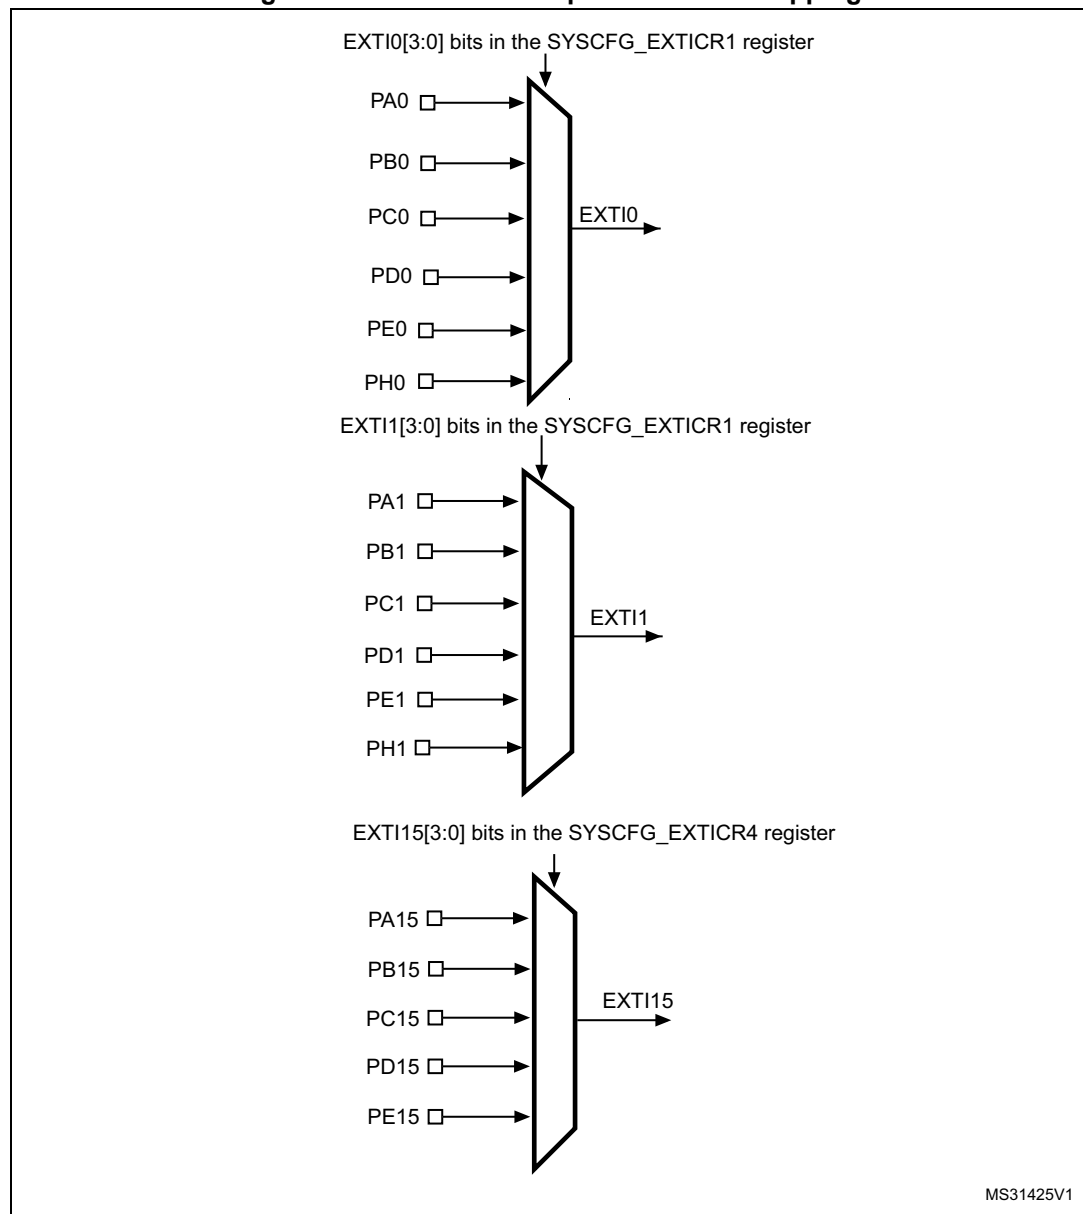 EXTI0[3:0] bits in the SYSCFG_EXTICR1 register
PA0
PB0
PC0
EXTI0
PD0
PE0
PH0
EXTI1[3:0] bits in the SYSCFG_EXTICR1 register
PA1
PB1
PC1
EXTI1
PD1
PE1
PH1
EXTI15[3:0] bits in the SYSCFG_EXTICR4 register
PA15
PB15
EXTI15
PC15
PD15
PE15
MS31425V1